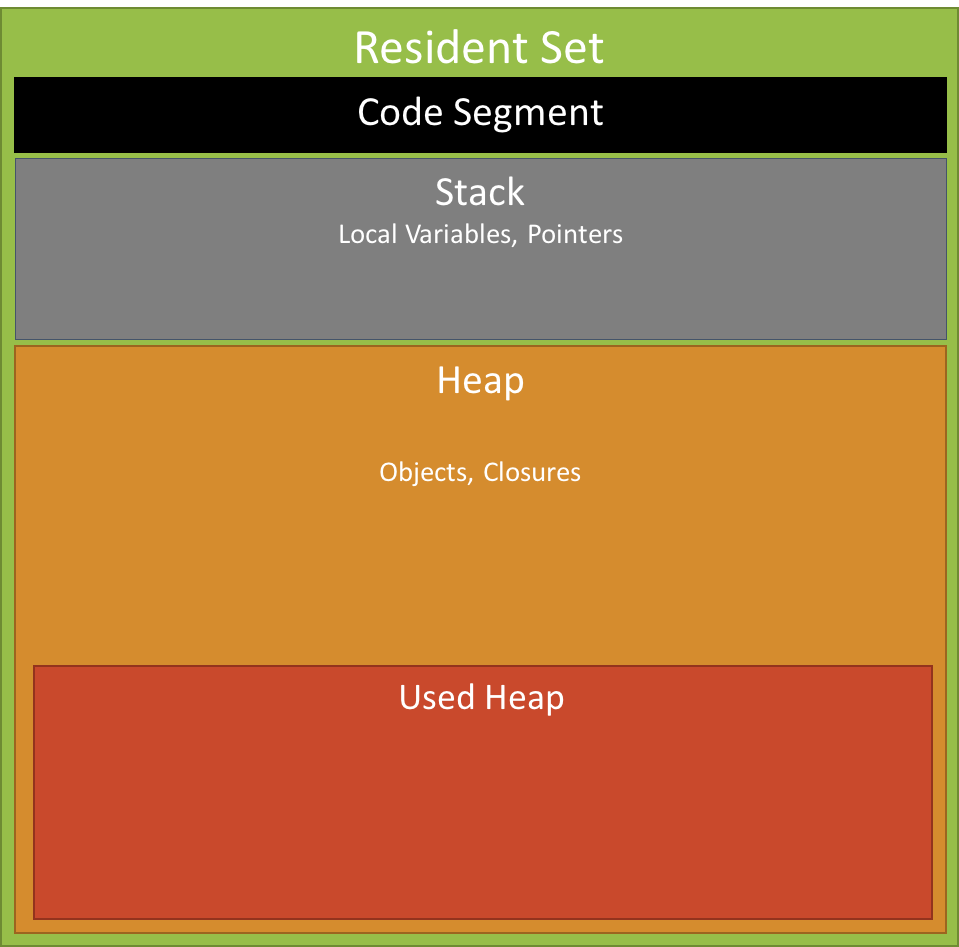 Resident Set
Code Segment
Stack
Local Variables, Pointers
Heap
Objects, Closures
Used Heap